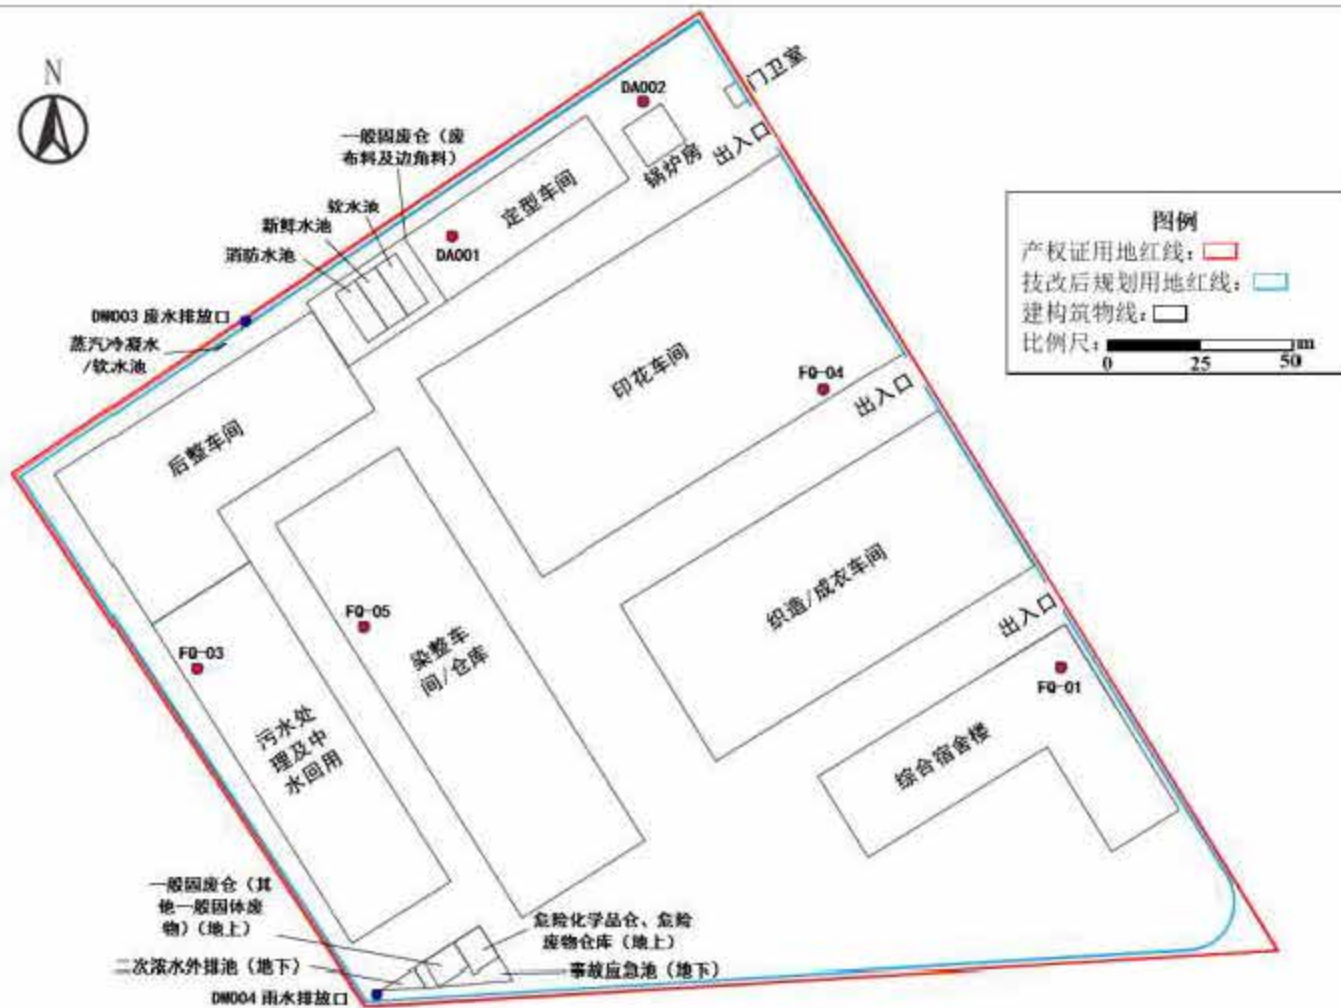 N
门卫室
DA002
一般固废仓（废
布料及边角料）
出入口
锅炉房
定型车间
软水池
新鲜水池
消防水池
DA001
图例
产权证用地红线：
技改后规划用地红线：
建构筑物线：
比例尺：
m
0
25
50
DW003 废水排放口
蒸汽冷凝水
/软水池
印花车间
FQ-04
出入口
后整车间
织造/成衣车间
FQ-05
染整车
间/仓库
出入口
FQ-03
FQ-01
污水处
理及中
水回用
综合宿舍楼
一般固废仓（其
他一般固体废
物）（地上）
危险化学品仓、危险
废物仓库（地上）
二次浓水外排池（地下）
事故应急池（地下）
DW004 雨水排放口